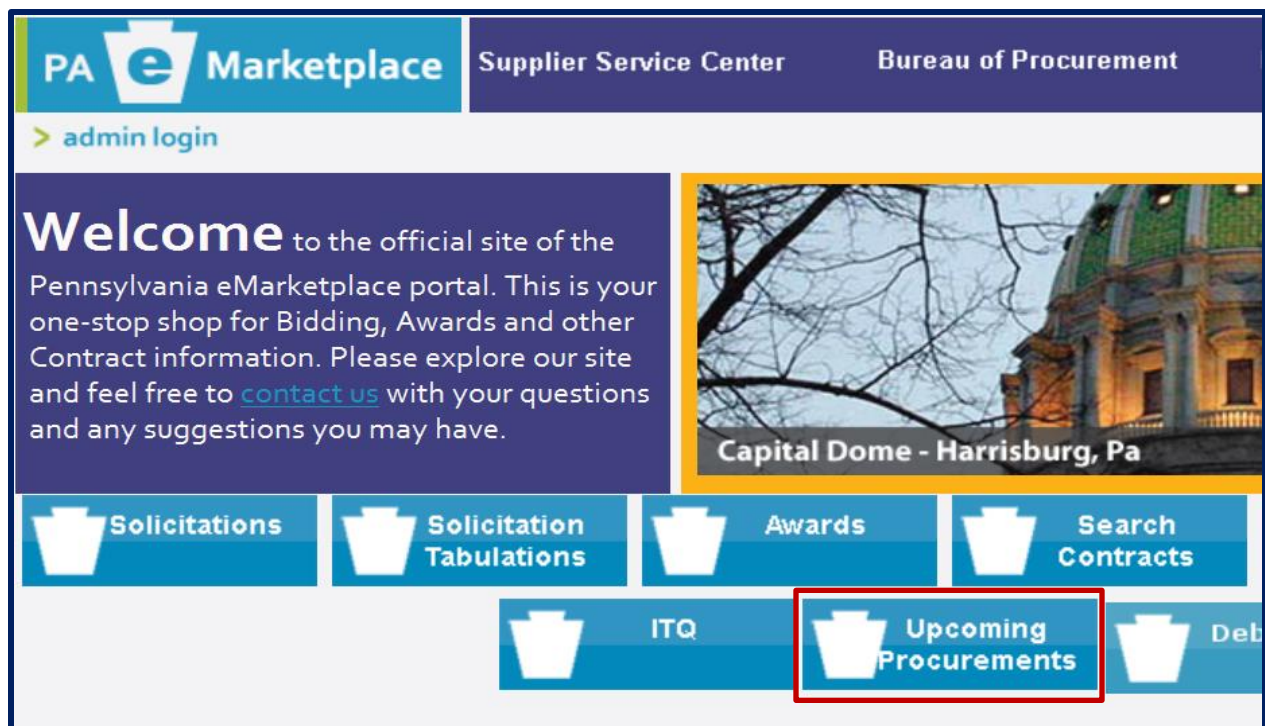 PA e Marketplace
Supplier Service Center
Bureau of Procurement
> admin login
Welcome to the official site of the
Pennsylvania eMarketplace portal. This is your
one-stop shop for Bidding, Awards and other
Contract information. Please explore our site
and feel free to contact us with your questions
and any suggestions you may have.
Capital Dome - Harrisburg, Pa
Solicitations
Solicitation
Tabulations
Awards
Search
Contracts
ITQ
Upcoming
Procurements
Deb